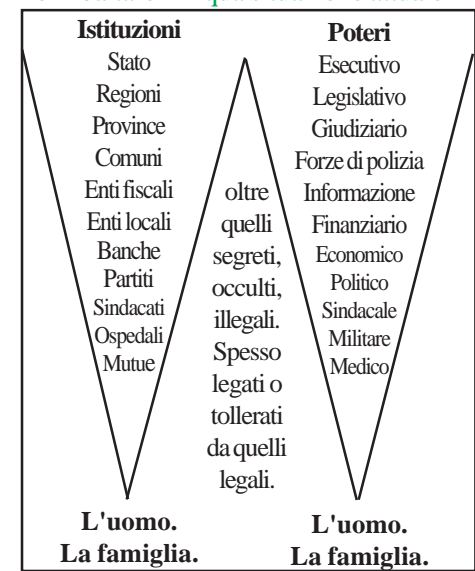 Istituzioni
Stato
Regioni
Province
Comuni
Enti fiscali
Enti locali
Banche
Partiti
Sindacati
Ospedali
Mutue
L'uomo.
La famiglia.
oltre
quelli
segreti,
occulti,
illegali.
Spesso
legati o
tollerati
da quelli
legali.
Poteri
Esecutivo
Legislativo
Giudiziario
Forze di polizia
Informazione
Finanziario
Economico
Politico
Sindacale
Militare
Medico
L'uomo.
La famiglia.